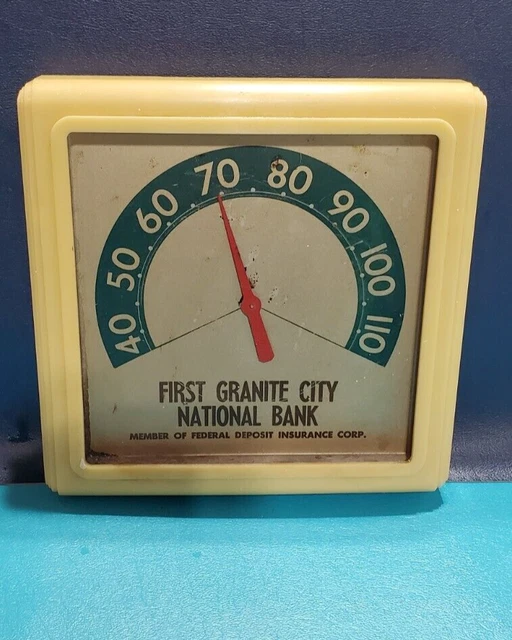 40 50 60 70 80 90 100 110
FIRST GRANITE CITY
NATIONAL BANK
MEMBER OF FEDERAL DEPOSIT INSURANCE CORP.